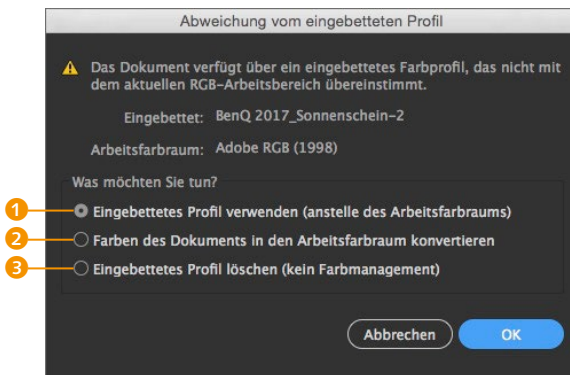 Abweichung vom eingebetteten Profil
Das Dokument verfügt über ein eingebettetes Farbprofil, das nicht mit
dem aktuellen RGB-Arbeitsbereich übereinstimmt.
Eingebettet: BenQ 2017_Sonnenschein-2
Arbeitsfarbraum: Adobe RGB (1998)
Was möchten Sie tun?
1 Eingebettetes Profil verwenden (anstelle des Arbeitsfarbraums)
2 Farben des Dokuments in den Arbeitsfarbraum konvertieren
3 Eingebettetes Profil löschen (kein Farbmanagement)
Abbrechen OK